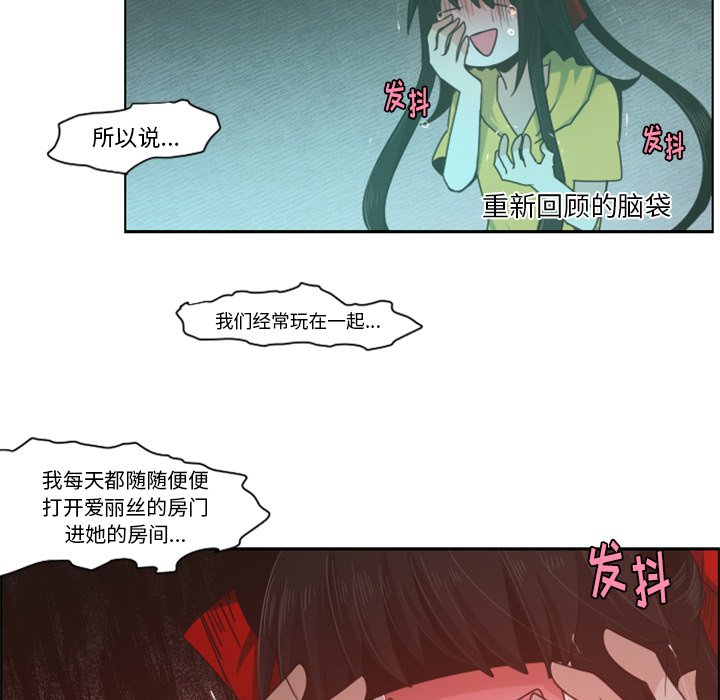 发抖
所以说...
发抖
重新回顾的脑袋
我们经常玩在一起...
我每天都随随便便
打开爱丽丝的房门
进她的房间...
发抖